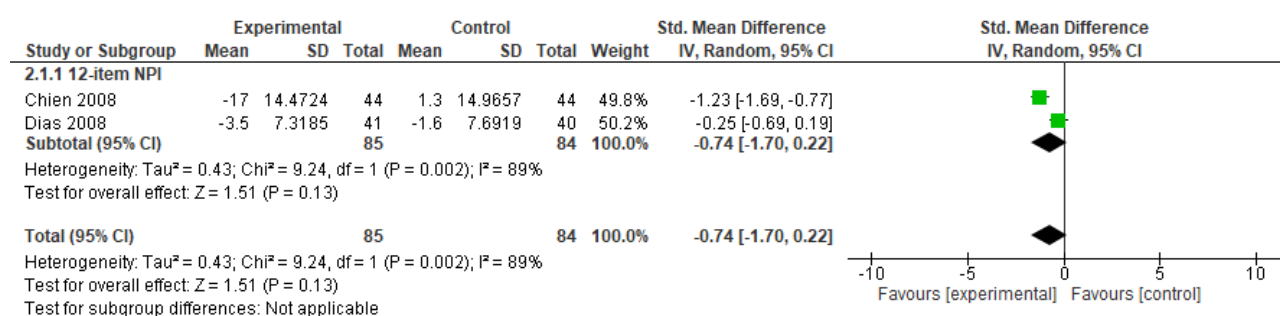 Experimental Control Std. Mean Difference Std. Mean Difference
Study or Subgroup Mean SD Total Mean SD Total Weight IV, Random, 95% CI IV, Random, 95% CI
2.1.1 12-item NPI
Chien 2008 -17 14.4724 44 1.3 14.9657 44 49.8% -1.23 [-1.69, -0.77]
Dias 2008 -3.5 7.3185 41 -1.6 7.6919 40 50.2% -0.25 [-0.69, 0.19]
Subtotal (95% CI) 85 84 100.0% -0.74 [-1.70, 0.22]
Heterogeneity: Tau² = 0.43; Chi² = 9.24, df = 1 (P = 0.002); I² = 89%
Test for overall effect: Z = 1.51 (P = 0.13)
Total (95% CI) 85 84 100.0% -0.74 [-1.70, 0.22]
Heterogeneity: Tau² = 0.43; Chi² = 9.24, df = 1 (P = 0.002); I² = 89%
Test for overall effect: Z = 1.51 (P = 0.13)
Test for subgroup differences: Not applicable
-10 -5 0 5 10
Favours [experimental] Favours [control]